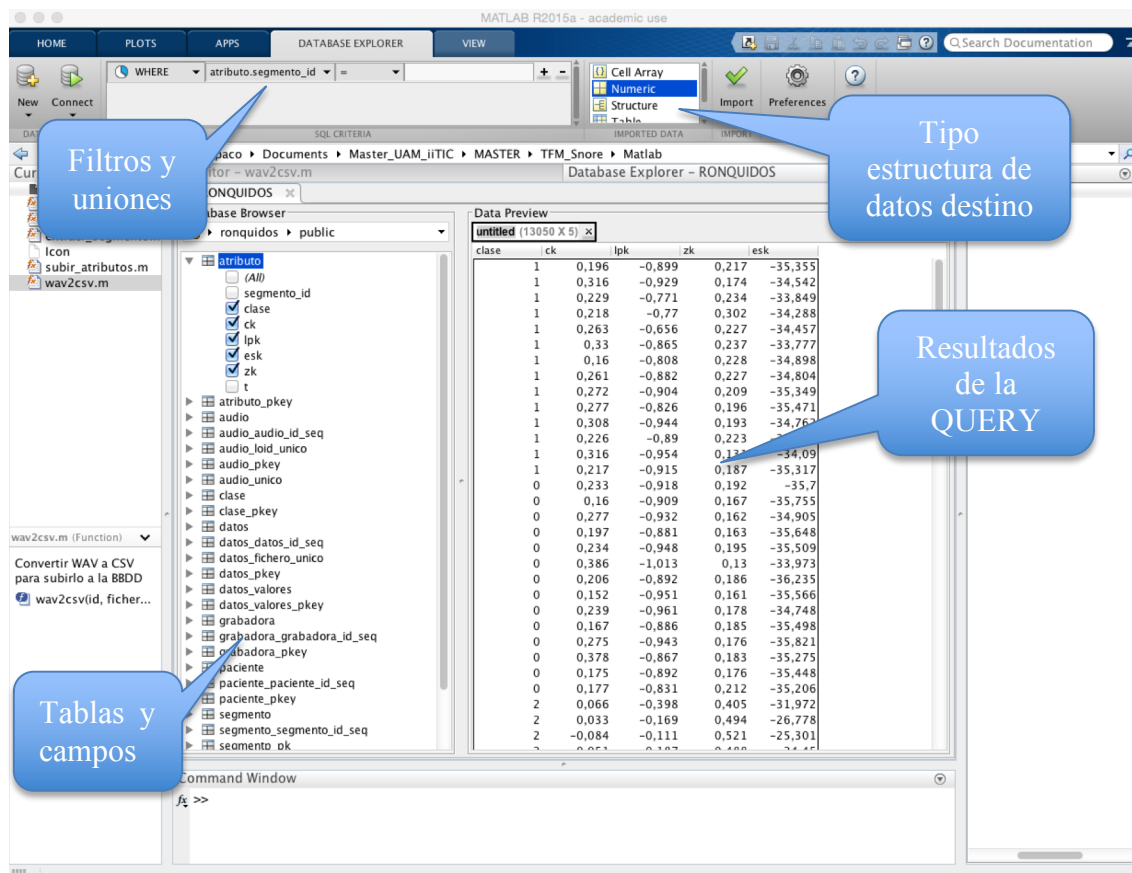 MATLAB R2015a - academic use
HOME PLOTS APPS DATABASE EXPLORER VIEW
Search Documentation
New Connect
WHERE atributo.segmento_id = + -
Cell Array
Numeric
Structure
Table
Import Preferences
SQL CRITERIA IMPORTED DATA
Filtros y
uniones
Tipo
estructura de
datos destino
paco ▸ Documents ▸ Master_UAM_iiTIC ▸ MASTER ▸ TFM_Snore ▸ Matlab
wav2csv.m
Database Explorer – RONQUIDOS
Icon
subir_atributos.m
wav2csv.m
wav2csv.m (Function)
Convertir WAV a CSV
para subirlo a la BBDD
wav2csv(id, ficher...
ronquidos ▸ public
atributo
(All)
segmento_id
clase
ck
lpk
esk
zk
t
atributo_pkey
audio
audio_audio_id_seq
audio_loid_unico
audio_pkey
audio_unico
clase
clase_pkey
datos
datos_datos_id_seq
datos_fichero_unico
datos_pkey
datos_valores
datos_valores_pkey
grabadora
grabadora_grabadora_id_seq
grabadora_pkey
paciente
paciente_paciente_id_seq
paciente_pkey
segmento
segmento_segmento_id_seq
segmento_pk
Tablas y
campos
Data Preview
untitled (13050 X 5)
clase ck lpk zk esk
1 0,196 -0,899 0,217 -35,355
1 0,316 -0,929 0,174 -34,542
1 0,229 -0,771 0,234 -33,849
1 0,218 -0,77 0,302 -34,288
1 0,263 -0,656 0,227 -34,457
1 0,33 -0,865 0,237 -33,777
1 0,16 -0,808 0,228 -34,898
1 0,261 -0,882 0,227 -34,804
1 0,272 -0,904 0,209 -35,349
1 0,277 -0,826 0,196 -35,471
1 0,308 -0,944 0,193 -34,762
1 0,226 -0,89 0,223
1 0,316 -0,954 -34,09
1 0,217 -0,915 0,187 -35,317
0 0,233 -0,918 0,192 -35,7
0 0,16 -0,909 0,167 -35,755
0 0,277 -0,932 0,162 -34,905
0 0,197 -0,881 0,163 -35,648
0 0,234 -0,948 0,195 -35,509
0 0,386 -1,013 0,13 -33,973
0 0,206 -0,892 0,186 -36,235
0 0,152 -0,951 0,161 -35,566
0 0,239 -0,961 0,178 -34,748
0 0,167 -0,886 0,185 -35,498
0 0,275 -0,943 0,176 -35,821
0 0,378 -0,867 0,183 -35,275
0 0,175 -0,892 0,176 -35,448
0 0,177 -0,831 0,212 -35,206
2 0,066 -0,398 0,405 -31,972
2 0,033 -0,169 0,494 -26,778
2 -0,084 -0,111 0,521 -25,301
Resultados
de la
QUERY
Command Window
fx >>